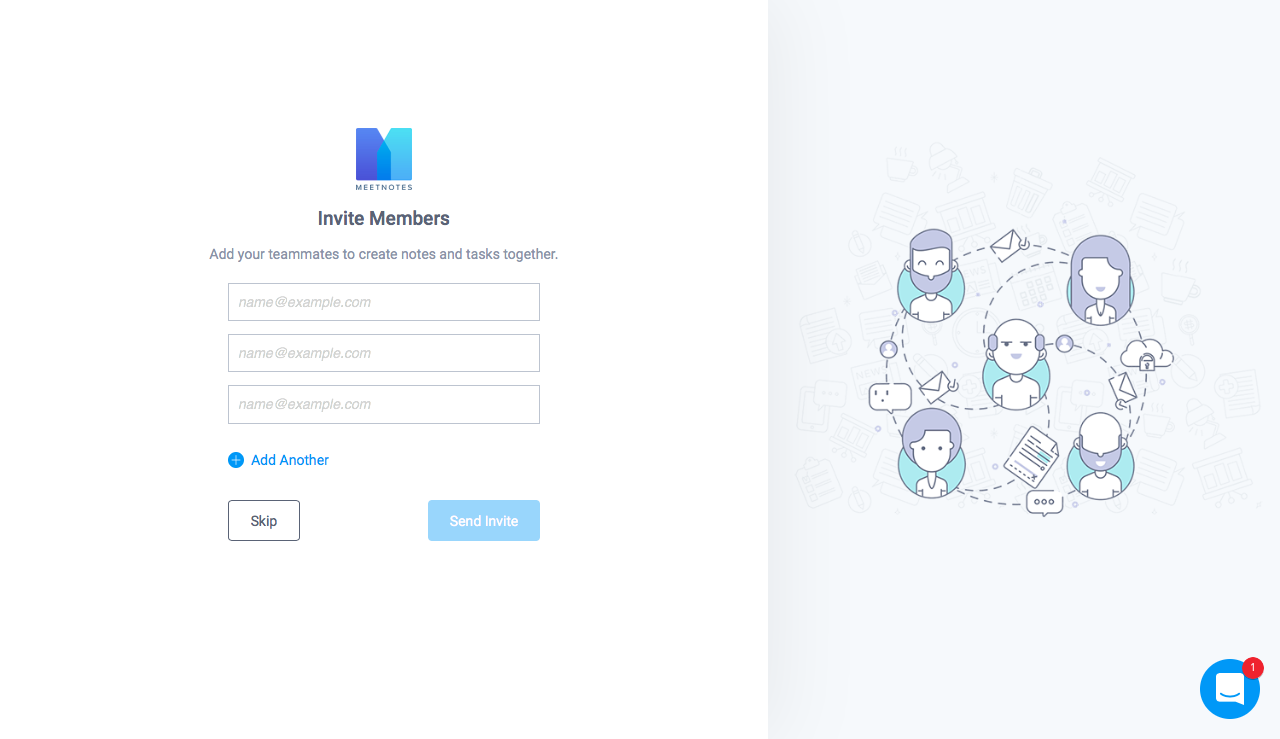 MEETNOTES
Invite Members
Add your teammates to create notes and tasks together.
name@example.com
name@example.com
name@example.com
Add Another
Skip
Send Invite
1